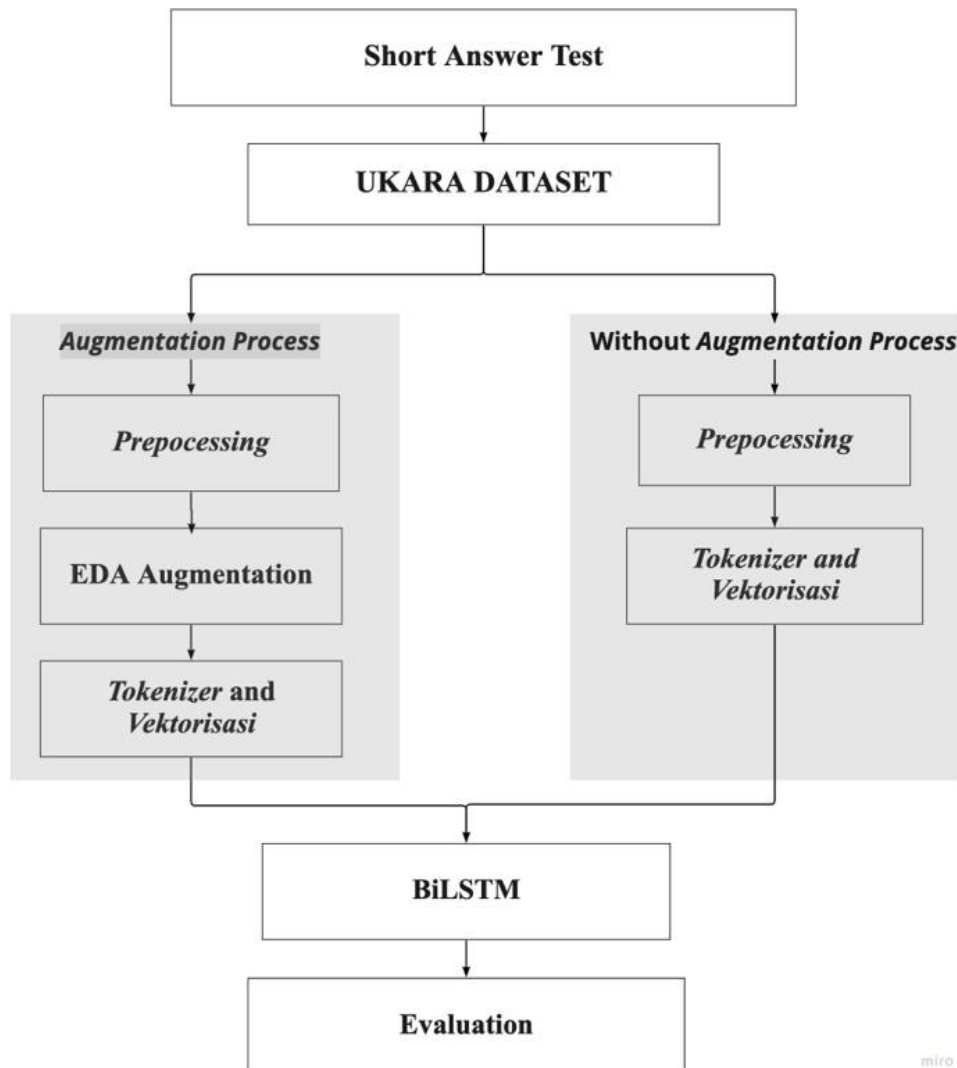 Short Answer Test
UKARA DATASET
Augmentation Process
Prepocessing
EDA Augmentation
Tokenizer and
Vektorisasi
Without Augmentation Process
Prepocessing
Tokenizer and
Vektorisasi
BiLSTM
Evaluation
miro